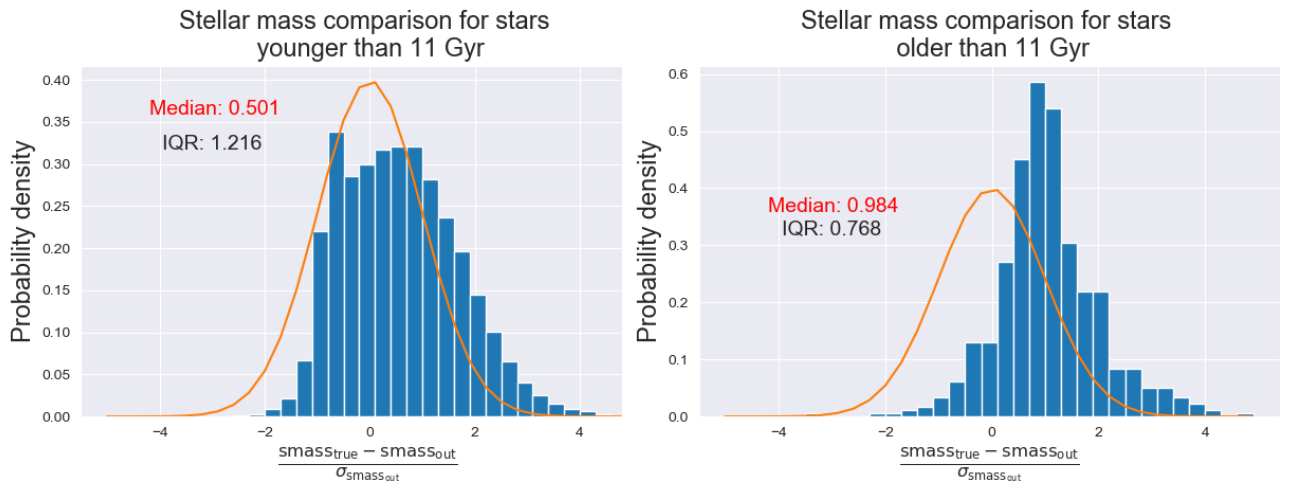 Stellar mass comparison for stars
younger than 11 Gyr
0.40
0.35
0.30
0.25
0.20
0.15
0.10
0.05
0.00
Probability density
Median: 0.501
IQR: 1.216
−4
−2
0
2
4
smass_true − smass_out
σ_smass_out
Stellar mass comparison for stars
older than 11 Gyr
0.6
0.5
0.4
0.3
0.2
0.1
0.0
Probability density
Median: 0.984
IQR: 0.768
−4
−2
0
2
4
smass_true − smass_out
σ_smass_out